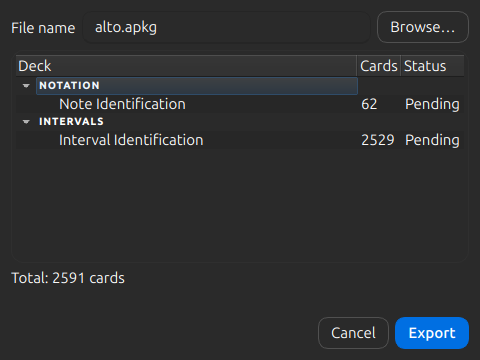 File name alto.apkg Browse...
Deck Cards Status
NOTATION
Note Identification 62 Pending
INTERVALS
Interval Identification 2529 Pending
Total: 2591 cards
Cancel Export